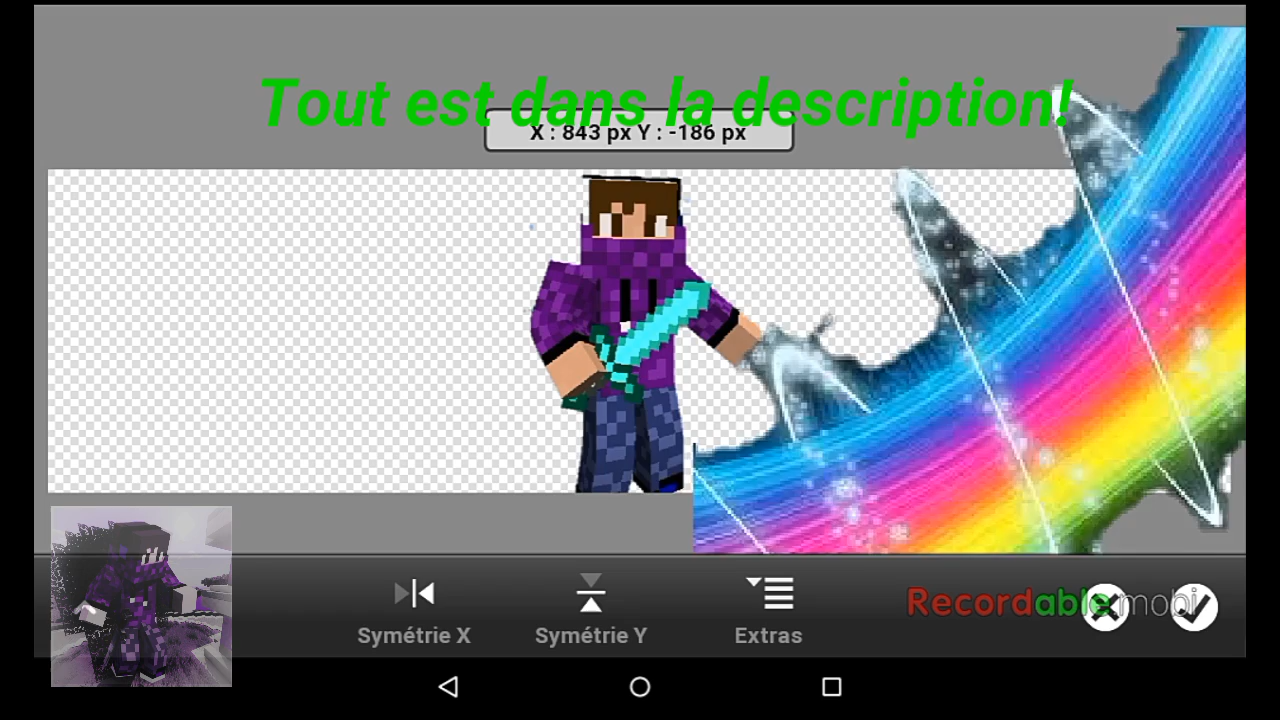 Tout est dans la description!
X : 843 px Y : -186 px
Symétrie X
Symétrie Y
Extras
Recordable mobi